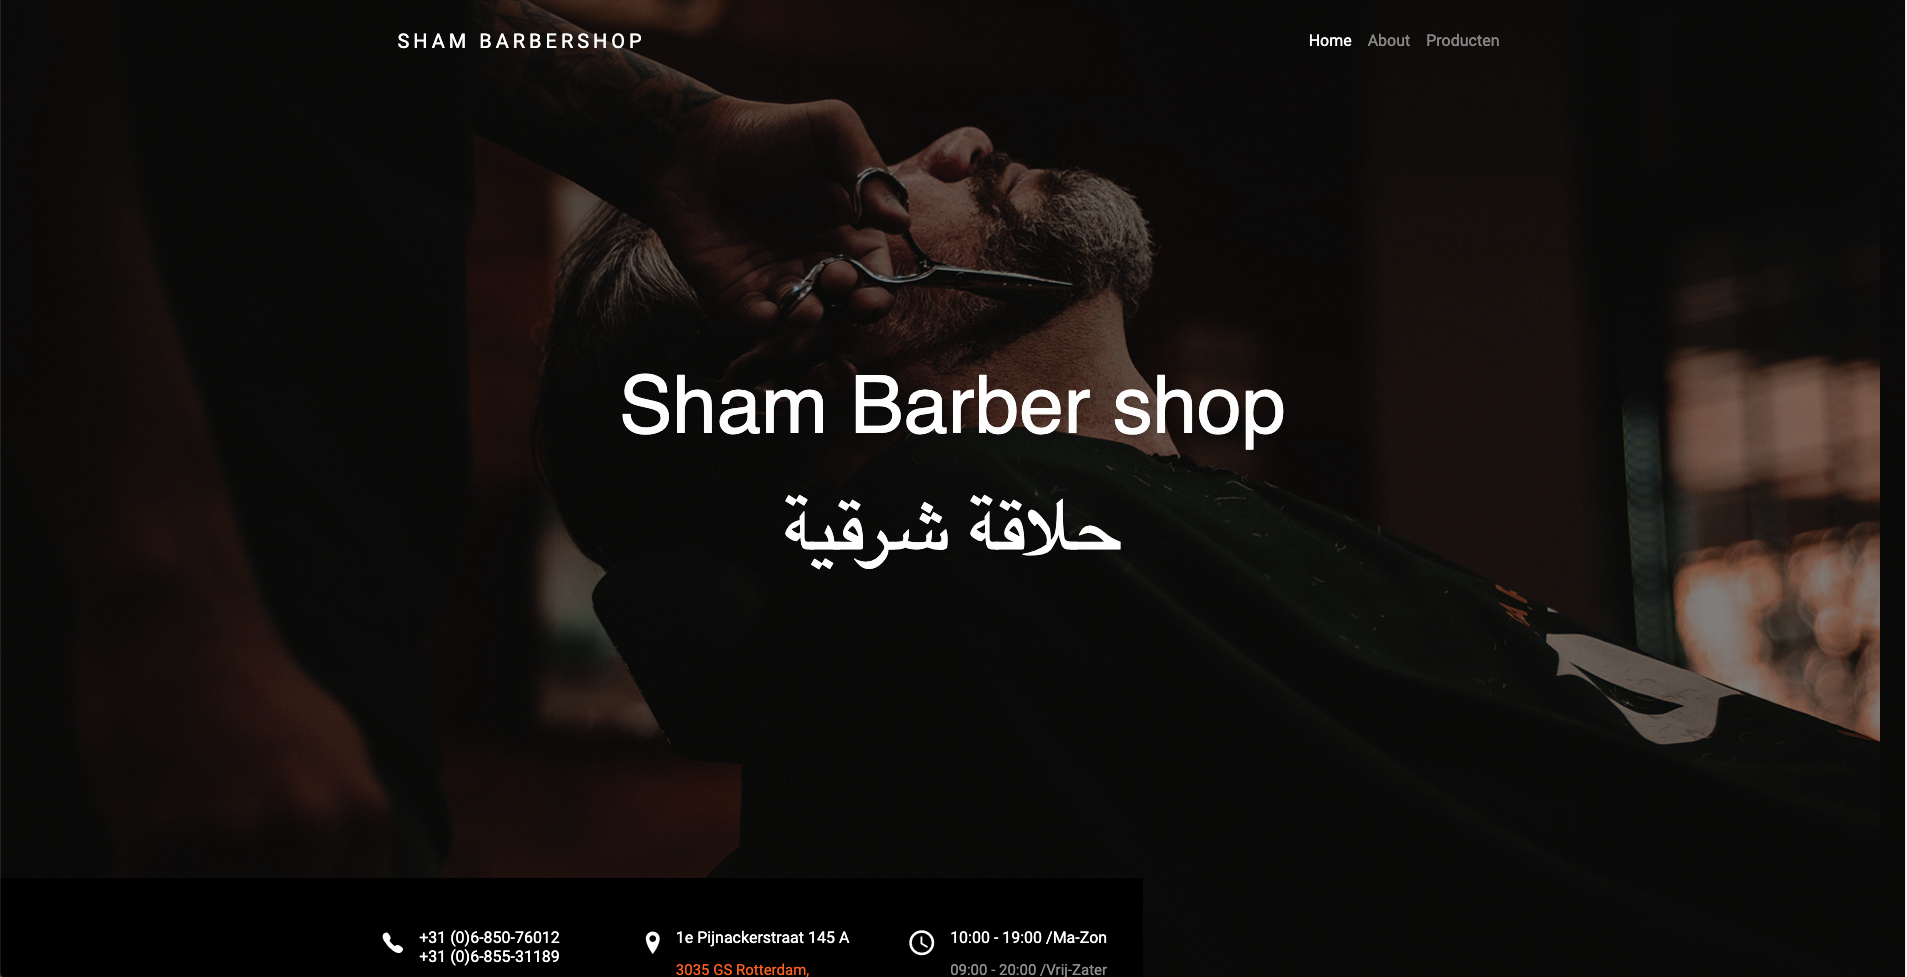 SHAM BARBERSHOP
Home About Producten
Sham Barber shop
حلاقة شرقية
+31 (0)6-850-76012
+31 (0)6-855-31189
1e Pijnackerstraat 145 A
3035 GS Rotterdam,
10:00 - 19:00 /Ma-Zon
09:00 - 20:00 /Vrij-Zater